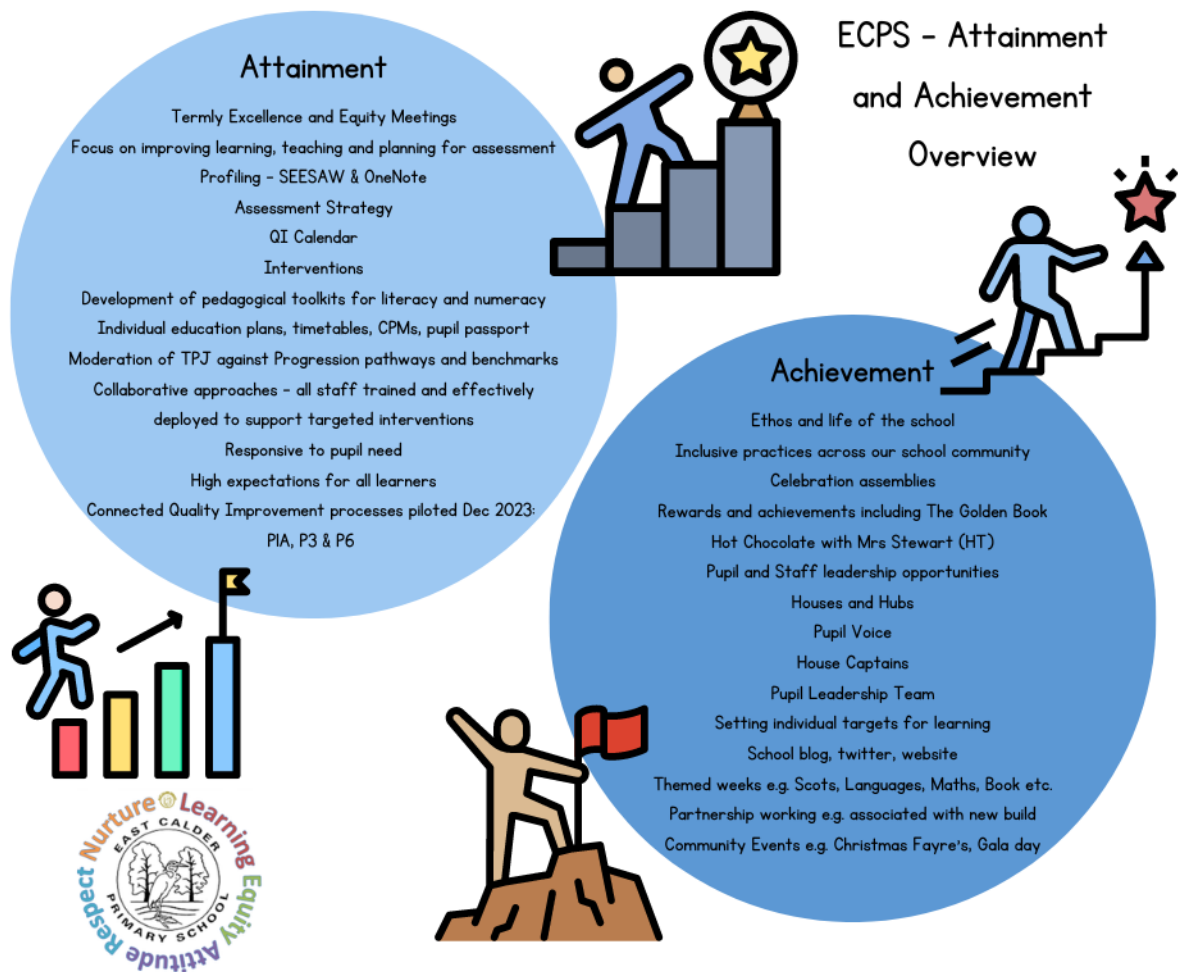 ECPS - Attainment
and Achievement
Overview
Attainment
Termly Excellence and Equity Meetings
Focus on improving learning, teaching and planning for assessment
Profiling - SEESAW & OneNote
Assessment Strategy
QI Calendar
Interventions
Development of pedagogical toolkits for literacy and numeracy
Individual education plans, timetables, CPMs, pupil passport
Moderation of TPJ against Progression pathways and benchmarks
Collaborative approaches - all staff trained and effectively
deployed to support targeted interventions
Responsive to pupil need
High expectations for all learners
Connected Quality Improvement processes piloted Dec 2023:
P1A, P3 & P6
Achievement
Ethos and life of the school
Inclusive practices across our school community
Celebration assemblies
Rewards and achievements including The Golden Book
Hot Chocolate with Mrs Stewart (HT)
Pupil and Staff leadership opportunities
Houses and Hubs
Pupil Voice
House Captains
Pupil Leadership Team
Setting individual targets for learning
School blog, twitter, website
Themed weeks e.g. Scots, Languages, Maths, Book etc.
Partnership working e.g. associated with new build
Community Events e.g. Christmas Fayre's, Gala day
Nurture Learning Equity Attitude Respect
EAST CALDER
PRIMARY SCHOOL